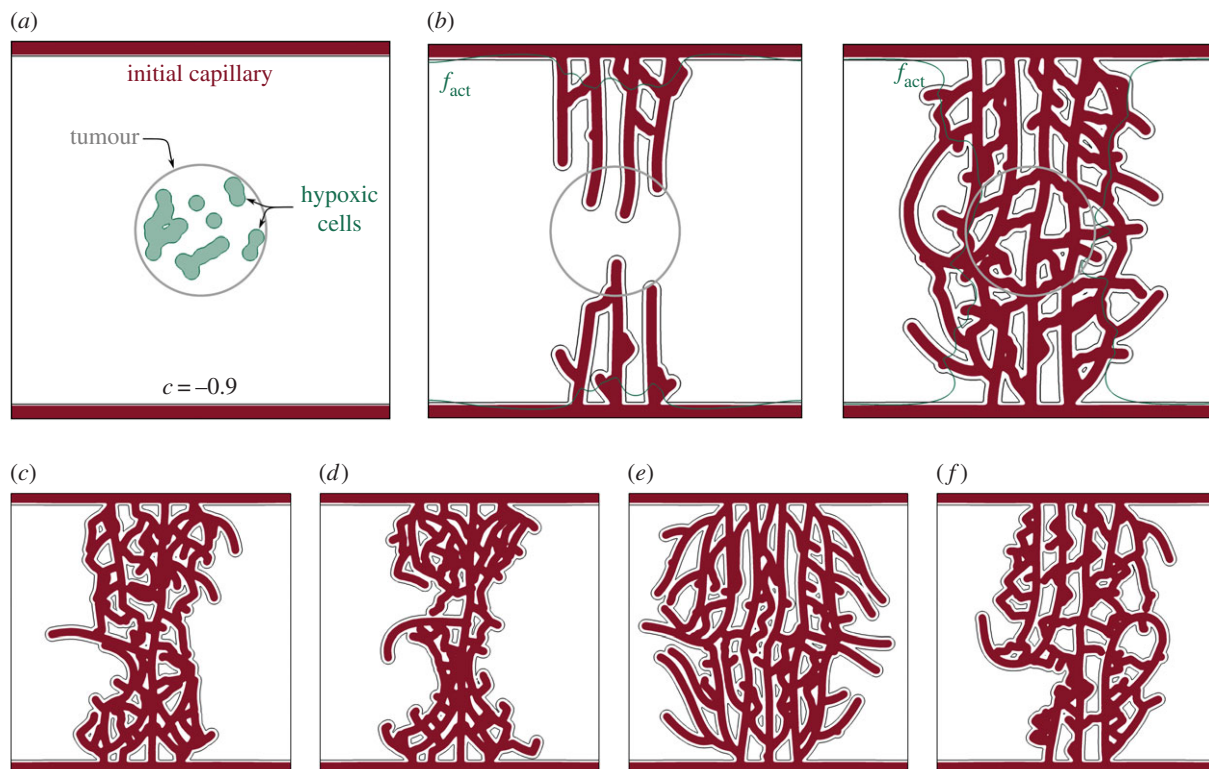 (a)
(b)
initial capillary
f_act
f_act
tumour
hypoxic
cells
c = –0.9
(c)
(d)
(e)
(f)